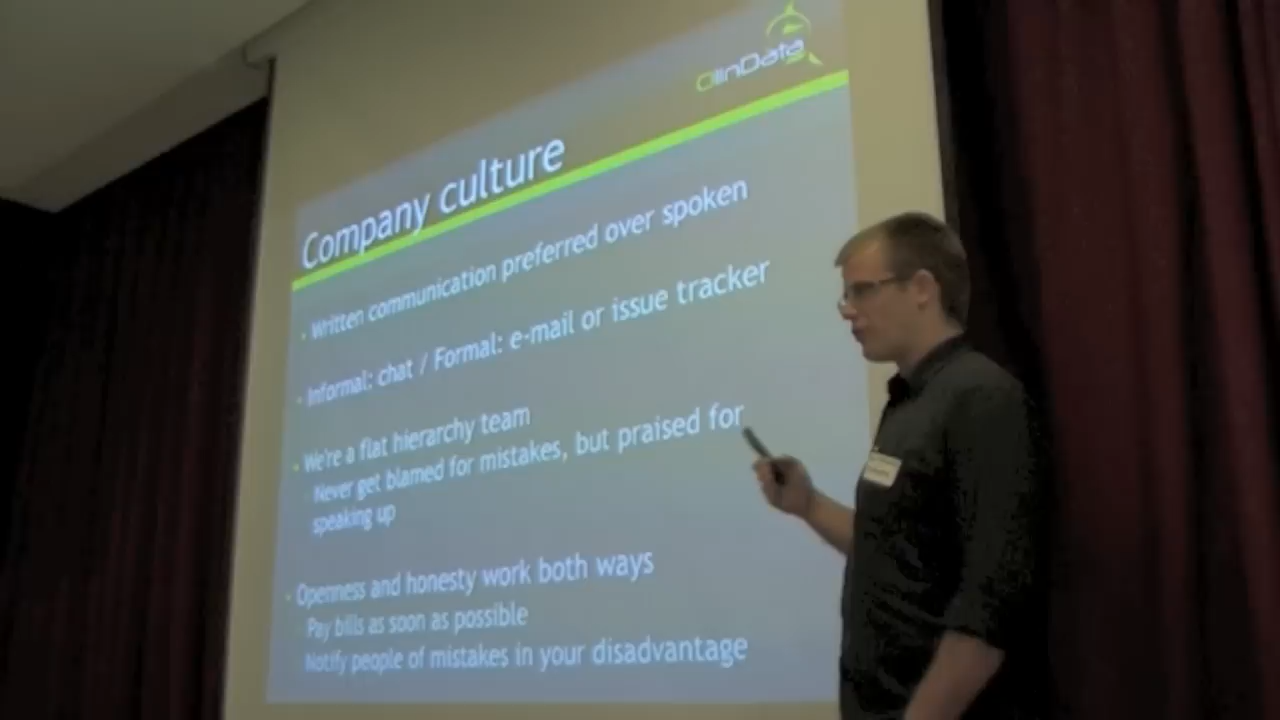 OlinData
Company culture
Written communication preferred over spoken
Informal: chat / Formal: e-mail or issue tracker
We're a flat hierarchy team
Never get blamed for mistakes, but praised for
speaking up
Openness and honesty work both ways
Pay bills as soon as possible
Notify people of mistakes in your disadvantage